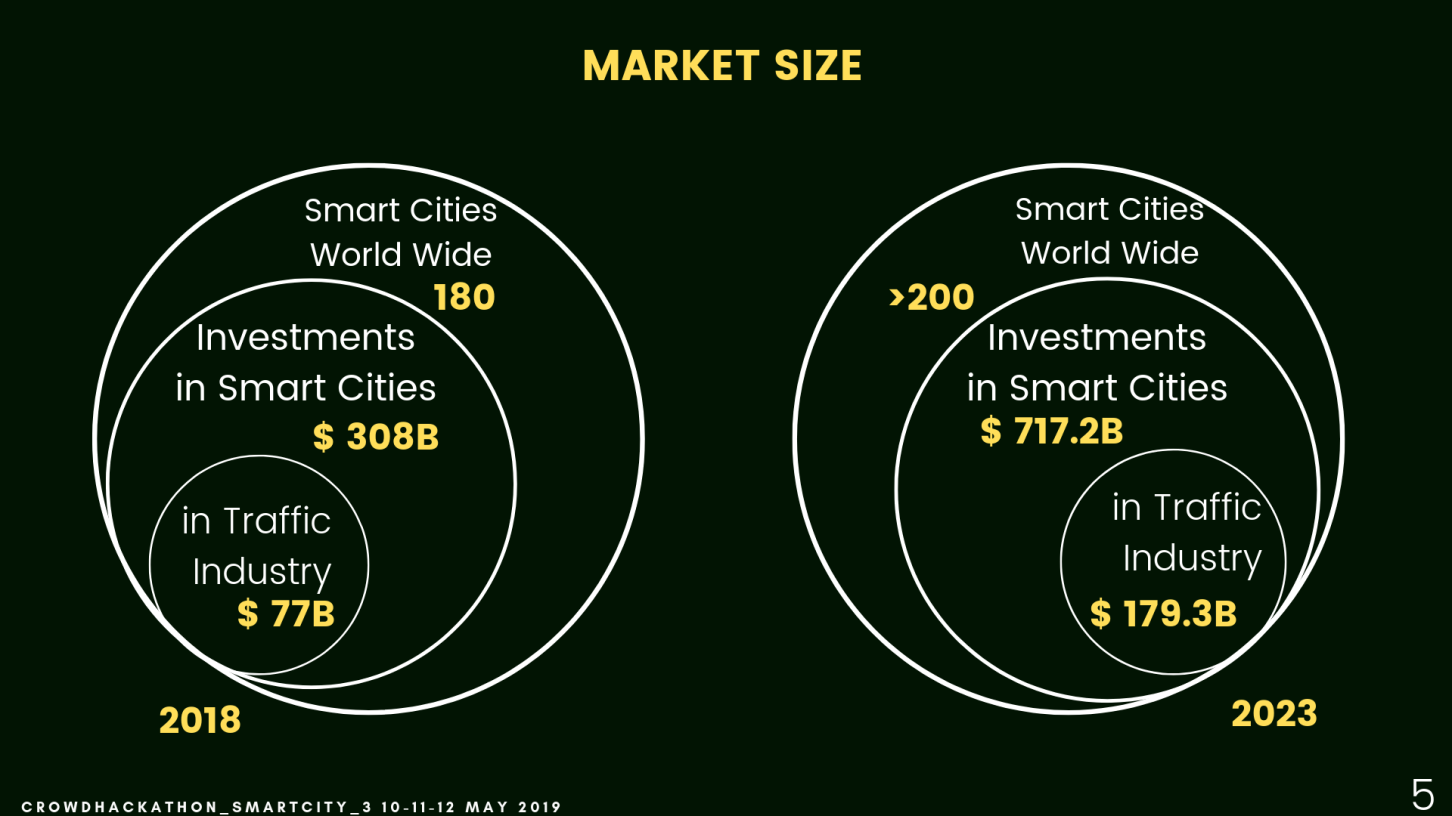 MARKET SIZE
Smart Cities
World Wide
180
Investments
in Smart Cities
$ 308B
in Traffic
Industry
$ 77B
2018
Smart Cities
World Wide
>200
Investments
in Smart Cities
$ 717.2B
in Traffic
Industry
$ 179.3B
2023
CROWDHACKATHON_SMARTCITY_3 10-11-12 MAY 2019
5